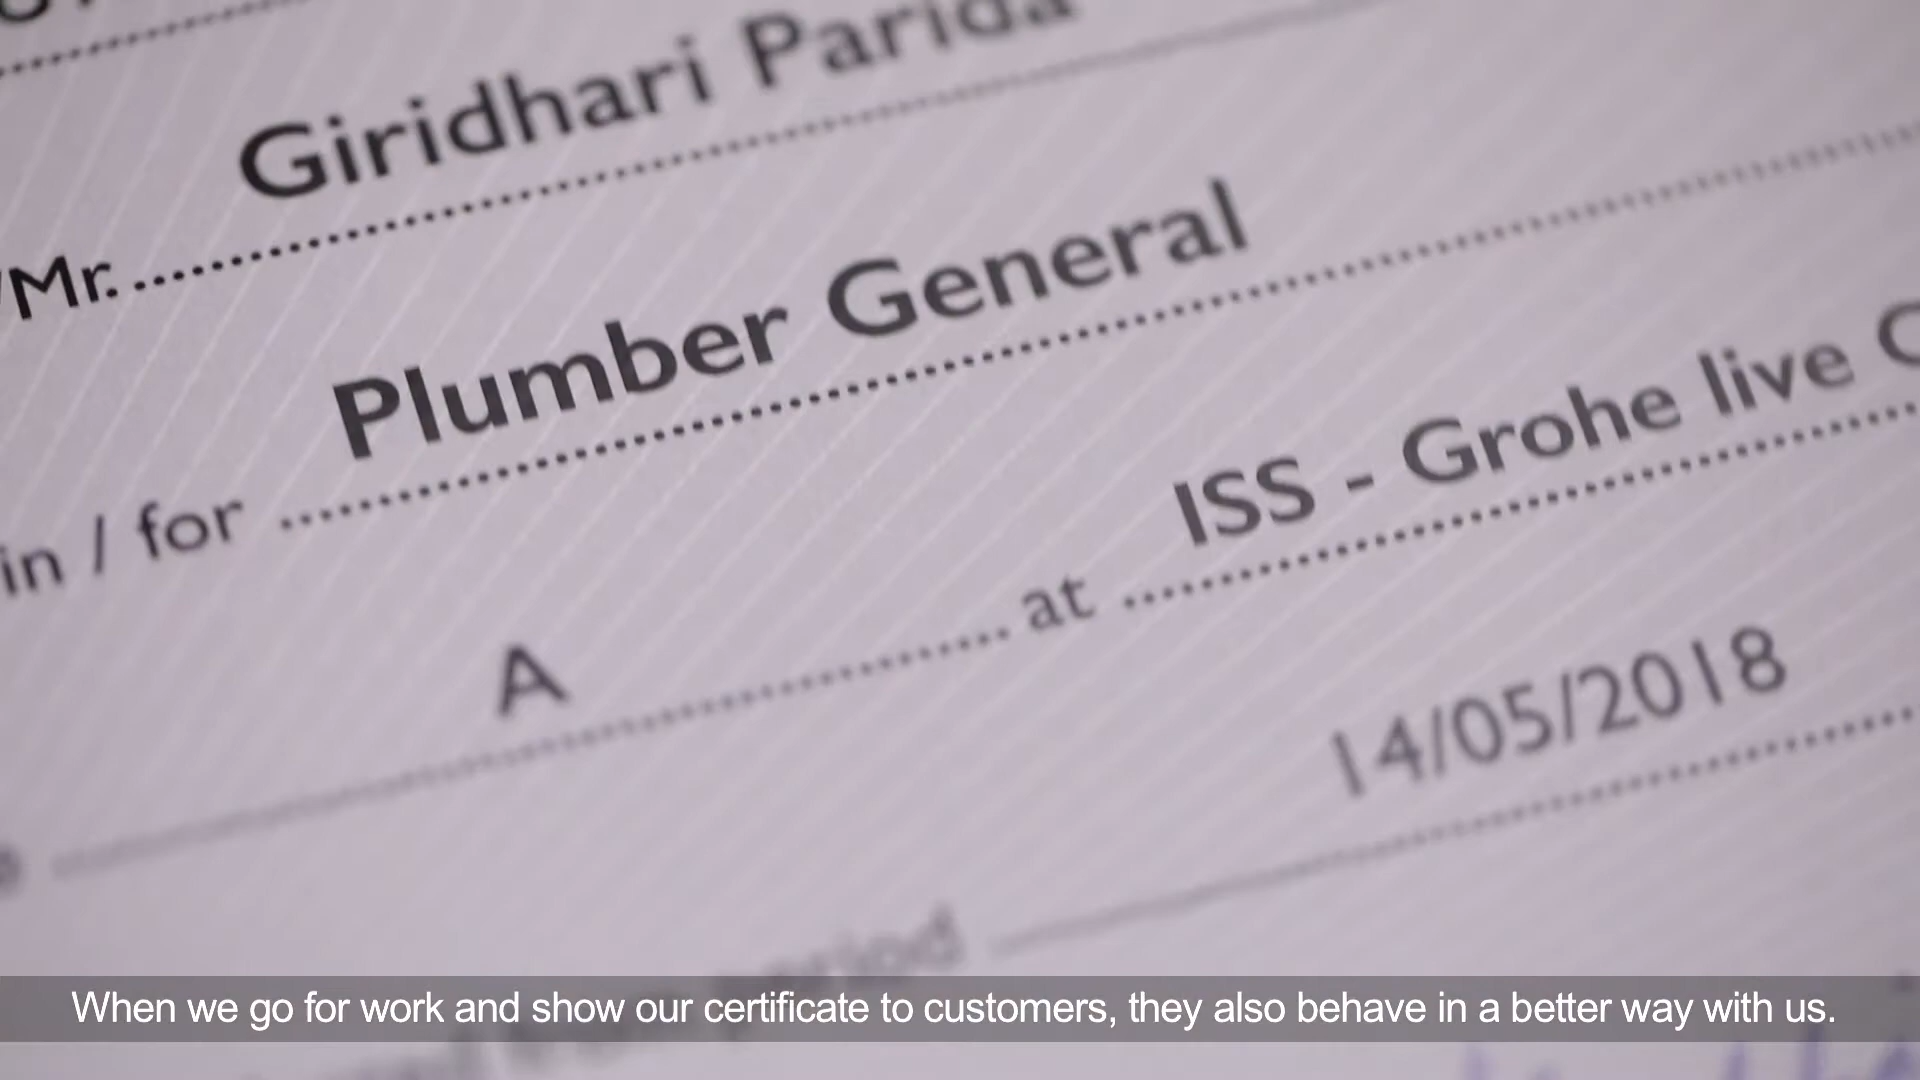 Giridhari Parida
/Mr.
Plumber General
in / for
ISS - Grohe live
at
A
14/05/2018
period
When we go for work and show our certificate to customers, they also behave in a better way with us.